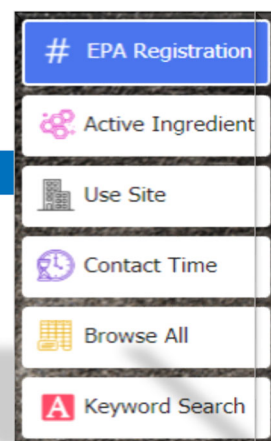 # EPA Registration
Active Ingredient
Use Site
Contact Time
Browse All
A Keyword Search